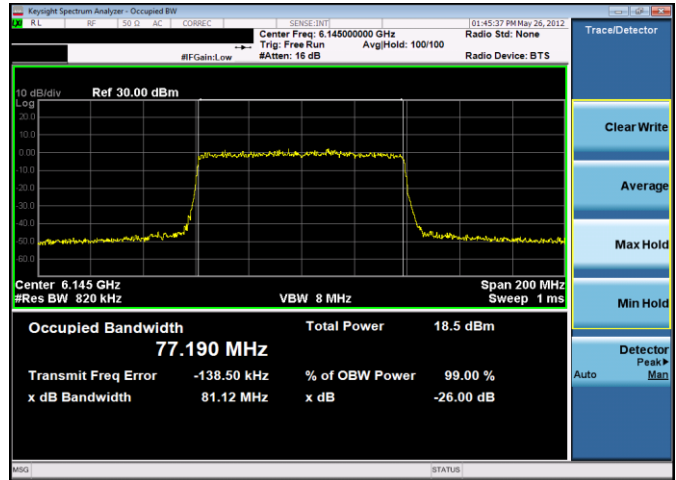 Keysight Spectrum Analyzer - Occupied BW
LXI RL RF 50 Ω AC CORREC SENSE:INT 01:45:37 PM May 26, 2012
Center Freq: 6.145000000 GHz Radio Std: None
Trig: Free Run Avg|Hold: 100/100
#IFGain:Low #Atten: 16 dB Radio Device: BTS
10 dB/div Ref 30.00 dBm
Log
20.0
10.0
0.00
-10.0
-20.0
-30.0
-40.0
-50.0
-60.0
Center 6.145 GHz Span 200 MHz
#Res BW 820 kHz VBW 8 MHz Sweep 1 ms
Occupied Bandwidth Total Power 18.5 dBm
77.190 MHz
Transmit Freq Error -138.50 kHz % of OBW Power 99.00 %
x dB Bandwidth 81.12 MHz x dB -26.00 dB
MSG STATUS
Trace/Detector
Clear Write
Average
Max Hold
Min Hold
Detector
Peak▶
Auto Man